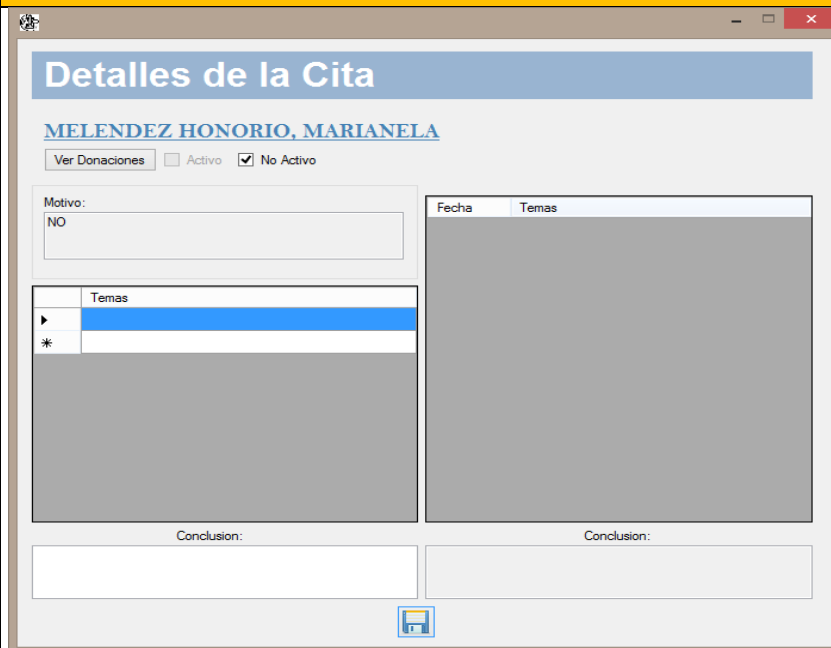 Detalles de la Cita
MELENDEZ HONORIO, MARIANELA
Ver Donaciones Activo No Activo
Motivo:
NO
Fecha Temas
Temas
Conclusion:
Conclusion: